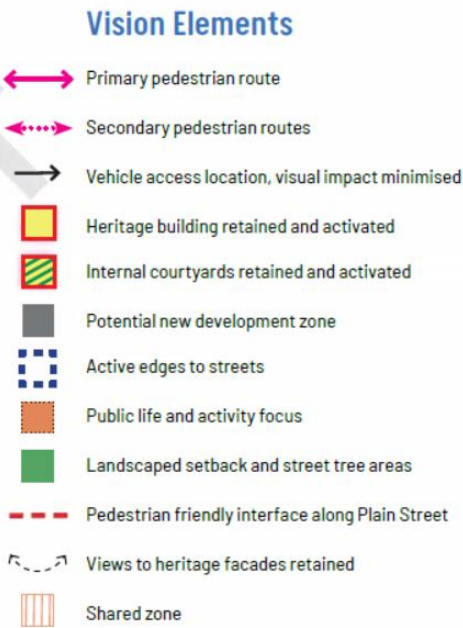 Vision Elements
Primary pedestrian route
Secondary pedestrian routes
Vehicle access location, visual impact minimised
Heritage building retained and activated
Internal courtyards retained and activated
Potential new development zone
Active edges to streets
Public life and activity focus
Landscaped setback and street tree areas
Pedestrian friendly interface along Plain Street
Views to heritage facades retained
Shared zone